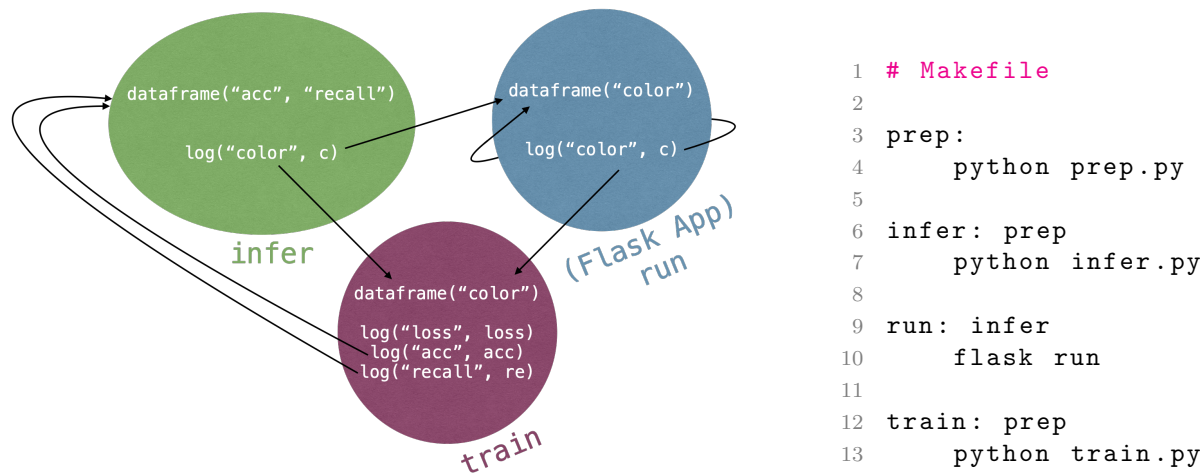 dataframe(“acc”, “recall”)
log(“color”, c)
infer
dataframe(“color”)
log(“color”, c)
(Flask App)
run
dataframe(“color”)
log(“loss”, loss)
log(“acc”, acc)
log(“recall”, re)
train
1 # Makefile
2
3 prep:
4     python prep.py
5
6 infer: prep
7     python infer.py
8
9 run: infer
10     flask run
11
12 train: prep
13     python train.py